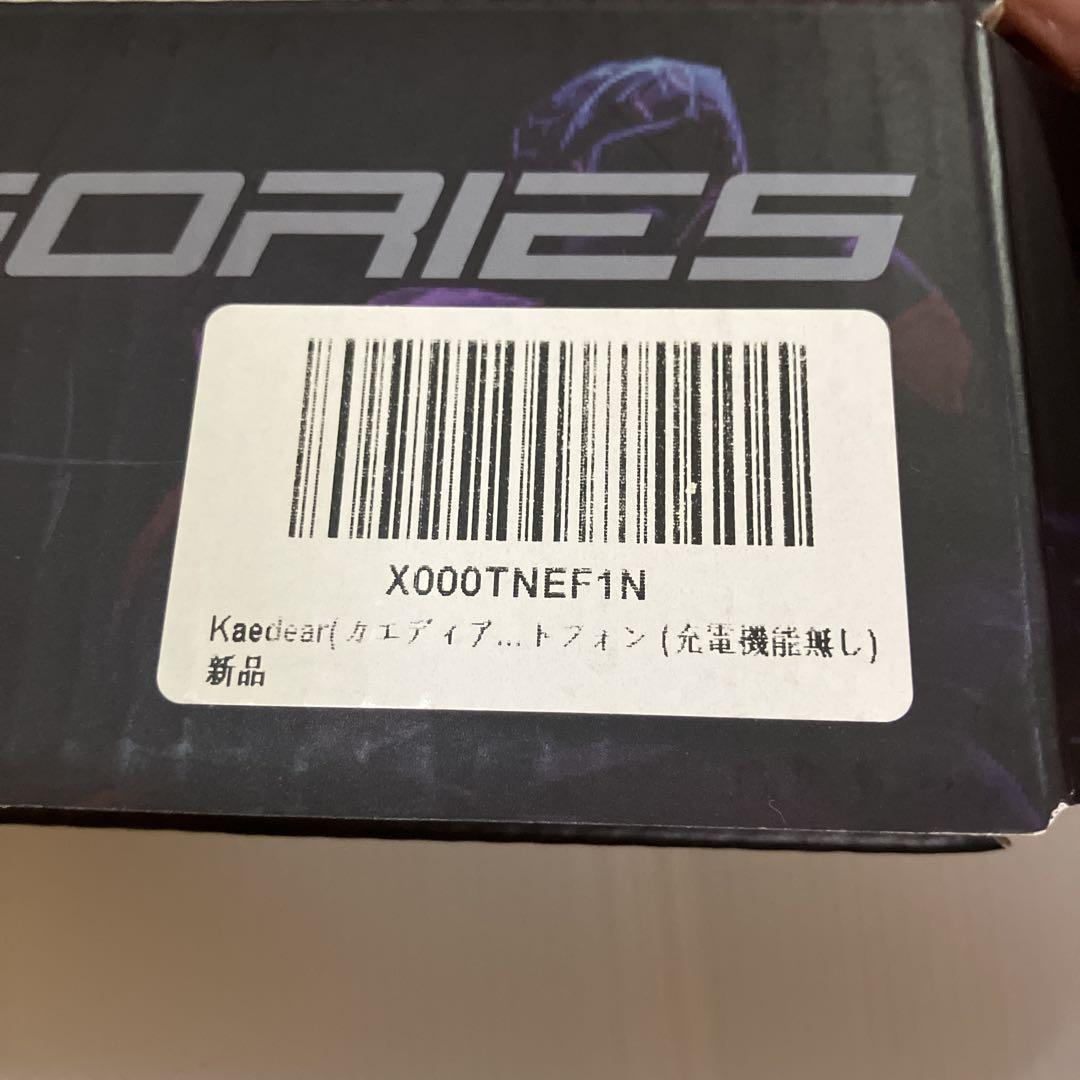 SORIES
X000TNEF1N
Kaedear(カエディア...トフォン (充電機能無し)
新品